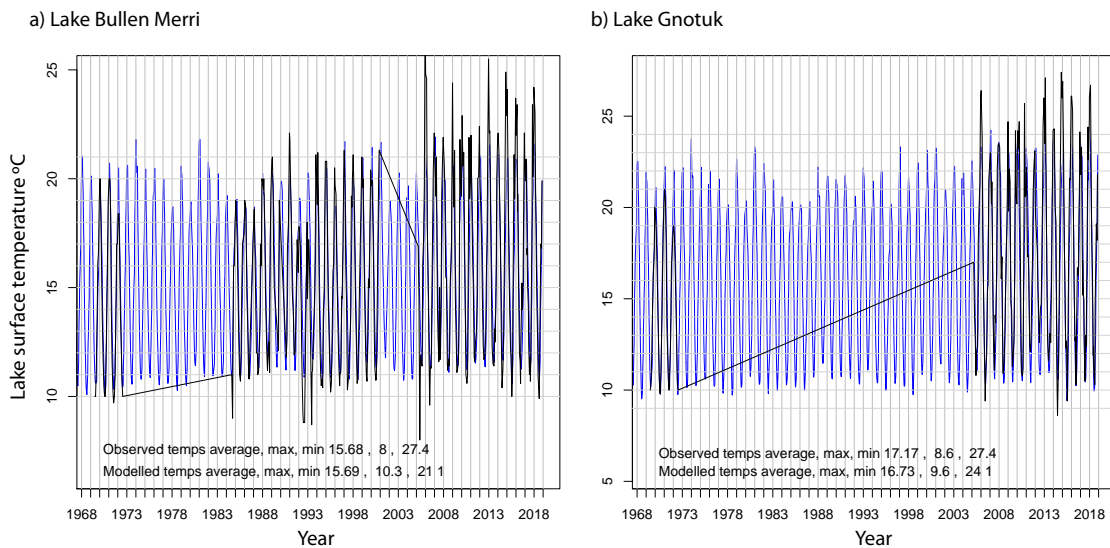 a) Lake Bullen Merri
b) Lake Gnotuk
Lake surface temperature ºC
25
20
15
10
Observed temps average, max, min 15.68 , 8 , 27.4
Modelled temps average, max, min 15.69 , 10.3 , 21 1
1968 1973 1978 1983 1988 1993 1998 2003 2008 2013 2018
Year
25
20
15
10
5
Observed temps average, max, min 17.17 , 8.6 , 27.4
Modelled temps average, max, min 16.73 , 9.6 , 24 1
1968 1973 1978 1983 1988 1993 1998 2003 2008 2013 2018
Year